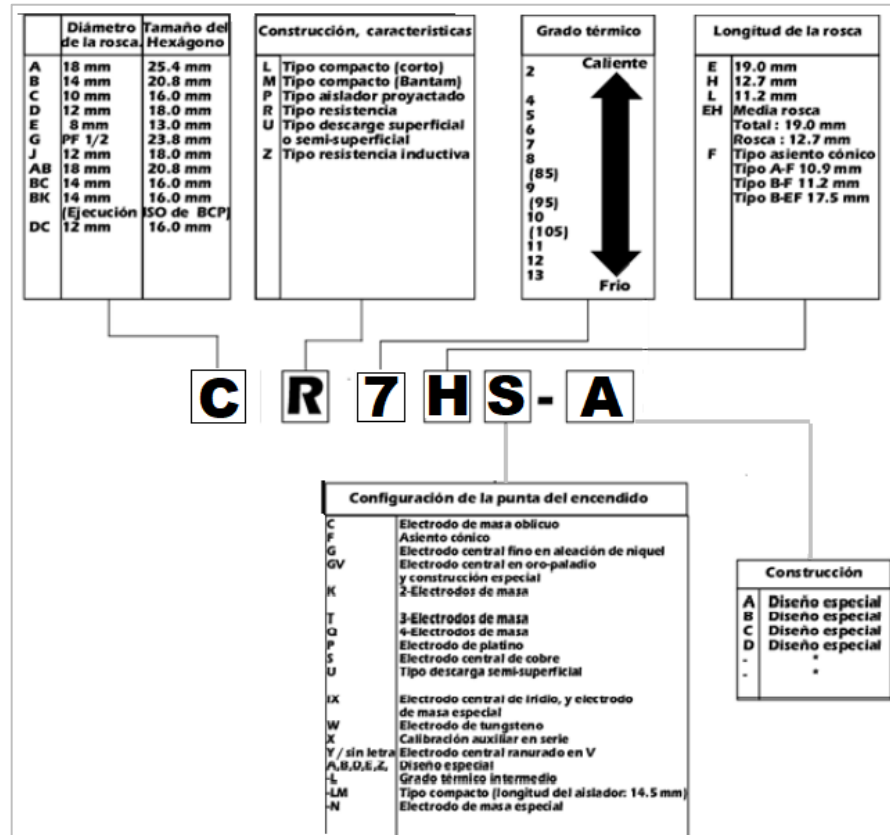 Diámetro de la rosca.
Tamaño del Hexágono
A 18 mm 25.4 mm
B 14 mm 20.8 mm
C 10 mm 16.0 mm
D 12 mm 18.0 mm
E 8 mm 13.0 mm
G PF 1/2 23.8 mm
J 12 mm 18.0 mm
AB 18 mm 20.8 mm
BC 14 mm 16.0 mm
BK 14 mm 16.0 mm
(Ejecución ISO de BCP)
DC 12 mm 16.0 mm
Construcción, caracteristicas
L Tipo compacto (corto)
M Tipo compacto (Bantam)
P Tipo aislador proyactado
R Tipo resistencia
U Tipo descarge superficial
o semi-superficial
Z Tipo resistencia inductiva
Grado térmico
Caliente
2
4
5
6
7
8
(85)
9
(95)
10
(105)
11
12
13
Frio
Longitud de la rosca
E 19.0 mm
H 12.7 mm
L 11.2 mm
EH Media rosca
Total : 19.0 mm
Rosca : 12.7 mm
F Tipo asiento cónico
Tipo A-F 10.9 mm
Tipo B-F 11.2 mm
Tipo B-EF 17.5 mm
C R 7 H S - A
Configuración de la punta del encendido
C Electrodo de masa oblicuo
F Asiento cónico
G Electrodo central fino en aleación de niquel
GV Electrodo central en oro-paladio
y construcción especial
K 2-Electrodos de masa
T 3-Electrodos de masa
Q 4-Electrodos de masa
P Electrodo de platino
S Electrodo central de cobre
U Tipo descarga semi-superficial
IX Electrodo central de iridio, y electrodo
de masa especial
W Electrodo de tungsteno
X Calibración auxiliar en serie
Y / sin letra Electrodo central ranurado en V
A,B,D,E,Z, Diseño especial
-L Grado térmico intermedio
-LM Tipo compacto (longitud del aislador: 14.5 mm)
-N Electrodo de masa especial
Construcción
A Diseño especial
B Diseño especial
C Diseño especial
D Diseño especial
- *
- *